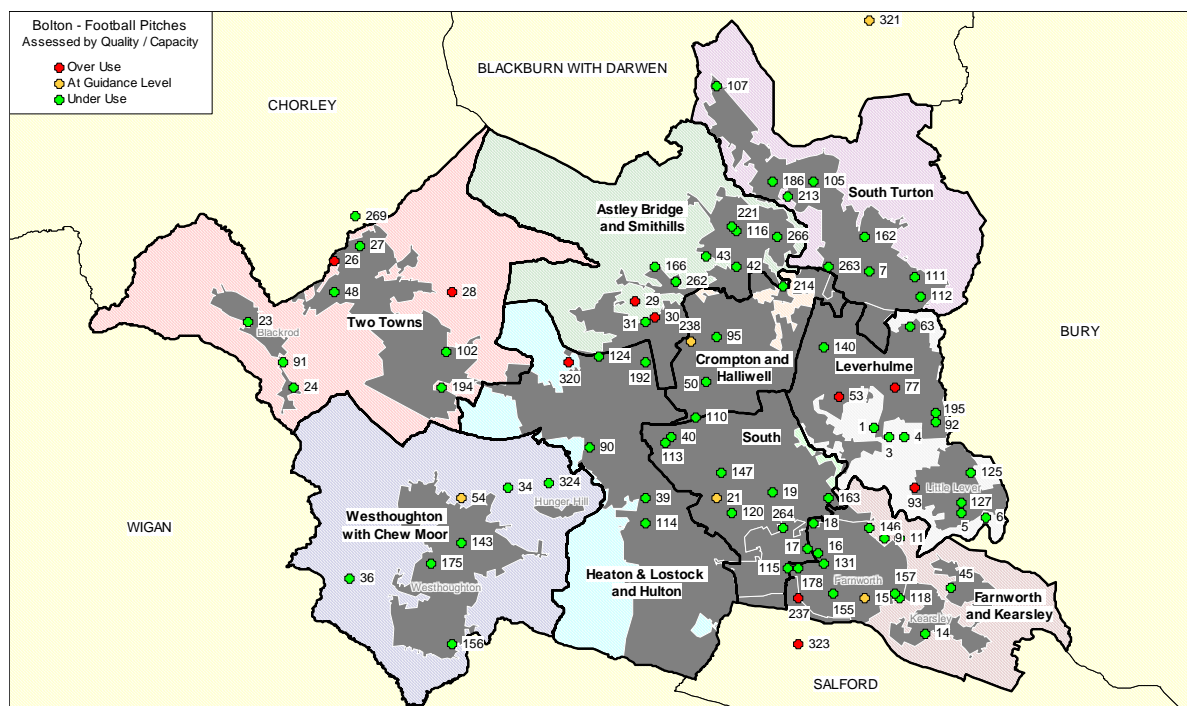 Bolton - Football Pitches
Assessed by Quality / Capacity
Over Use
At Guidance Level
Under Use
321
BLACKBURN WITH DARWEN
CHORLEY
107
186
105
213
South Turton
Astley Bridge
and Smithills
221
116
266
162
269
27
26
43
42
166
262
263
7
111
112
214
48
28
29
30
31
238
23
Blackrod
Two Towns
63
BURY
95
140
Crompton and
Halliwell
Leverhulme
102
91
124
192
320
24
194
50
53
77
110
195
92
1
3
4
40
113
South
90
147
125
Little Lever
93
34
324
Hunger Hill
54
39
21
19
163
127
5
6
WIGAN
Westhoughton
with Chew Moor
114
120
264
18
146
9
11
143
17
16
131
175
36
Westhoughton
Heaton & Lostock
and Hulton
115
178
Farnworth
157
45
155
15
118
237
Farnworth
and Kearsley
Kearsley
14
156
323
SALFORD